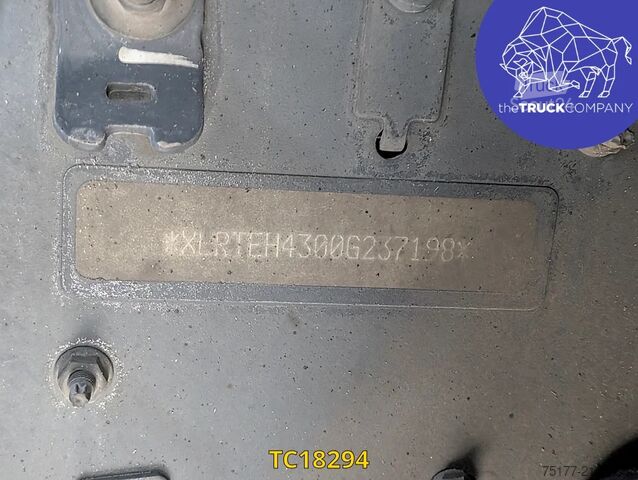 theTRUCKCOMPANY
*XLRTEH4300G237198*
TC18294